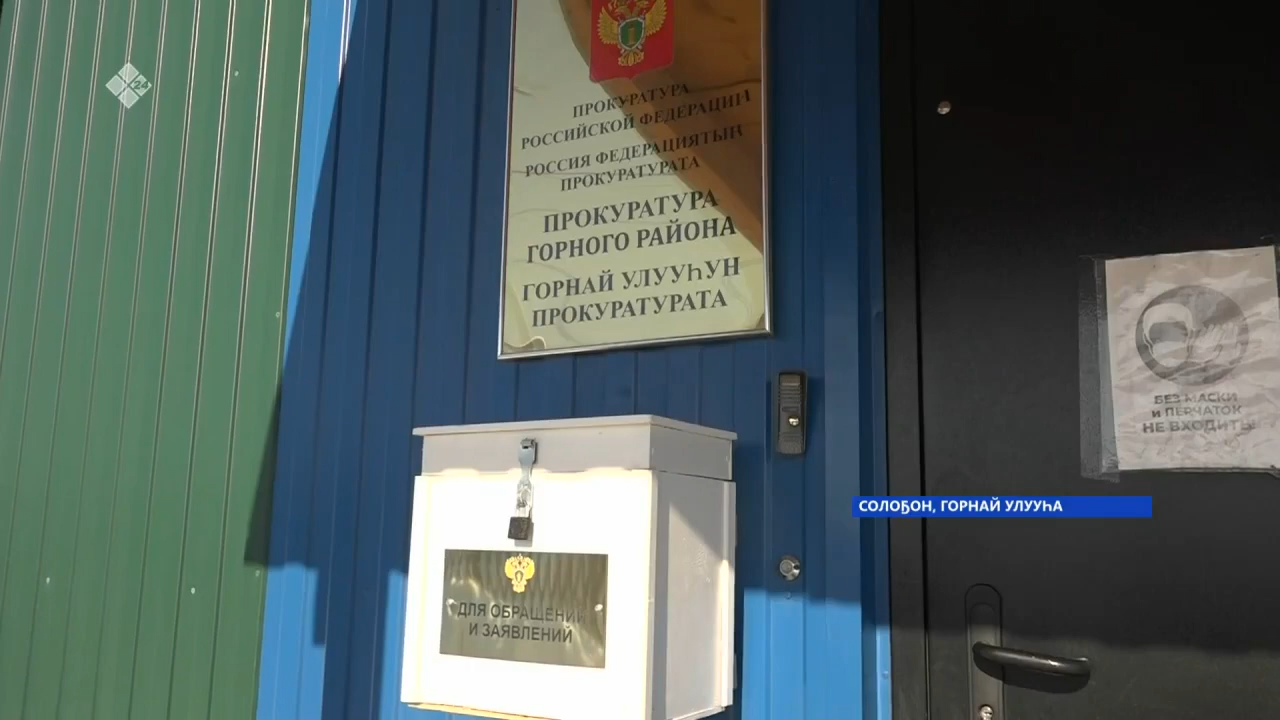 X24
ПРОКУРАТУРА
РОССИЙСКОЙ ФЕДЕРАЦИИ
РОССИЯ ФЕДЕРАЦИЯТЫН
ПРОКУРАТУРАТА
ПРОКУРАТУРА
ГОРНОГО РАЙОНА
ГОРНАЙ УЛУУҺУН
ПРОКУРАТУРАТА
БЕЗ МАСКИ
и ПЕРЧАТОК
НЕ ВХОДИТЬ!
СОЛОҔОН, ГОРНАЙ УЛУУҺА
ДЛЯ ОБРАЩЕНИЙ
И ЗАЯВЛЕНИЙ